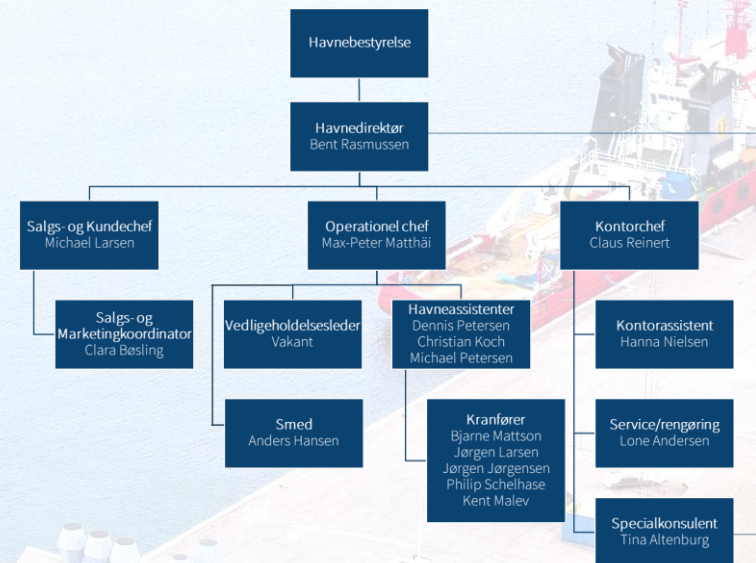 Havnebestyrelse
Havnedirektør
Bent Rasmussen
Salgs- og Kundechef
Michael Larsen
Operationel chef
Max-Peter Matthäi
Kontorchef
Claus Reinert
Salgs- og
Marketingkoordinator
Clara Bøsling
Vedligeholdelsesleder
Vakant
Havneassistenter
Dennis Petersen
Christian Koch
Michael Petersen
Kontorassistent
Hanna Nielsen
Smed
Anders Hansen
Kranfører
Bjarne Mattson
Jørgen Larsen
Jørgen Jørgensen
Philip Schelhase
Kent Malev
Service/rengøring
Lone Andersen
Specialkonsulent
Tina Altenburg